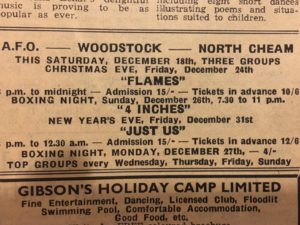 music is proving to be as
popular as ever.
including eight short dances
illustrating poems and situa-
tions suited to children.
A.F.O. — WOODSTOCK — NORTH CHEAM
THIS SATURDAY, DECEMBER 18th, THREE GROUPS
CHRISTMAS EVE, Friday, December 24th
"FLAMES"
p.m. to midnight — Admission 15/- — Tickets in advance 10/6
BOXING NIGHT, Sunday, December 26th, 7.30 to 11 p.m.
"4 INCHES"
NEW YEAR'S EVE, Friday, December 31st
"JUST US"
p.m. to 12.30 a.m. — Admission 15/- — Tickets in advance 12/6
BOXING NIGHT, MONDAY, DECEMBER 27th, — 4/-
TOP GROUPS every Wednesday, Thursday, Friday, Sunday
GIBSON'S HOLIDAY CAMP LIMITED
Fine Entertainment, Dancing, Licensed Club, Floodlit
Swimming Pool, Comfortable Accommodation,
Good Food, etc.